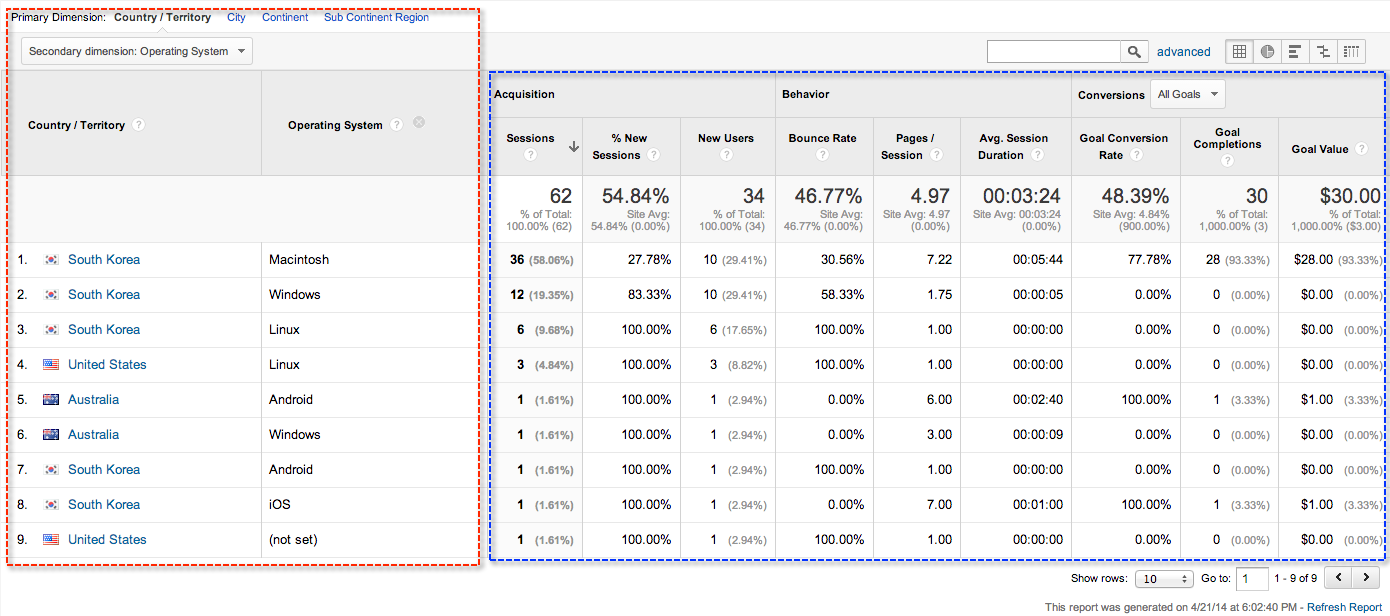 Primary Dimension: Country / Territory City Continent Sub Continent Region
Secondary dimension: Operating System
advanced
Acquisition Behavior Conversions All Goals
Country / Territory ? Operating System ?
Sessions ? % New Sessions ? New Users ? Bounce Rate ? Pages / Session ? Avg. Session Duration ? Goal Conversion Rate ? Goal Completions ? Goal Value ?
62 54.84% 34 46.77% 4.97 00:03:24 48.39% 30 $30.00
% of Total: Site Avg: % of Total: Site Avg: Site Avg: 4.97 Site Avg: 00:03:24 Site Avg: 4.84% % of Total: % of Total:
100.00% (62) 54.84% (0.00%) 100.00% (34) 46.77% (0.00%) (0.00%) (0.00%) (900.00%) 1,000.00% (3) 1,000.00% ($3.00)
1. South Korea Macintosh 36 (58.06%) 27.78% 10 (29.41%) 30.56% 7.22 00:05:44 77.78% 28 (93.33%) $28.00 (93.33%)
2. South Korea Windows 12 (19.35%) 83.33% 10 (29.41%) 58.33% 1.75 00:00:05 0.00% 0 (0.00%) $0.00 (0.00%)
3. South Korea Linux 6 (9.68%) 100.00% 6 (17.65%) 100.00% 1.00 00:00:00 0.00% 0 (0.00%) $0.00 (0.00%)
4. United States Linux 3 (4.84%) 100.00% 3 (8.82%) 100.00% 1.00 00:00:00 0.00% 0 (0.00%) $0.00 (0.00%)
5. Australia Android 1 (1.61%) 100.00% 1 (2.94%) 0.00% 6.00 00:02:40 100.00% 1 (3.33%) $1.00 (3.33%)
6. Australia Windows 1 (1.61%) 100.00% 1 (2.94%) 0.00% 3.00 00:00:09 0.00% 0 (0.00%) $0.00 (0.00%)
7. South Korea Android 1 (1.61%) 100.00% 1 (2.94%) 100.00% 1.00 00:00:00 0.00% 0 (0.00%) $0.00 (0.00%)
8. South Korea iOS 1 (1.61%) 100.00% 1 (2.94%) 0.00% 7.00 00:01:00 100.00% 1 (3.33%) $1.00 (3.33%)
9. United States (not set) 1 (1.61%) 100.00% 1 (2.94%) 100.00% 1.00 00:00:00 0.00% 0 (0.00%) $0.00 (0.00%)
Show rows: 10 Go to: 1 1 - 9 of 9
This report was generated on 4/21/14 at 6:02:40 PM - Refresh Report